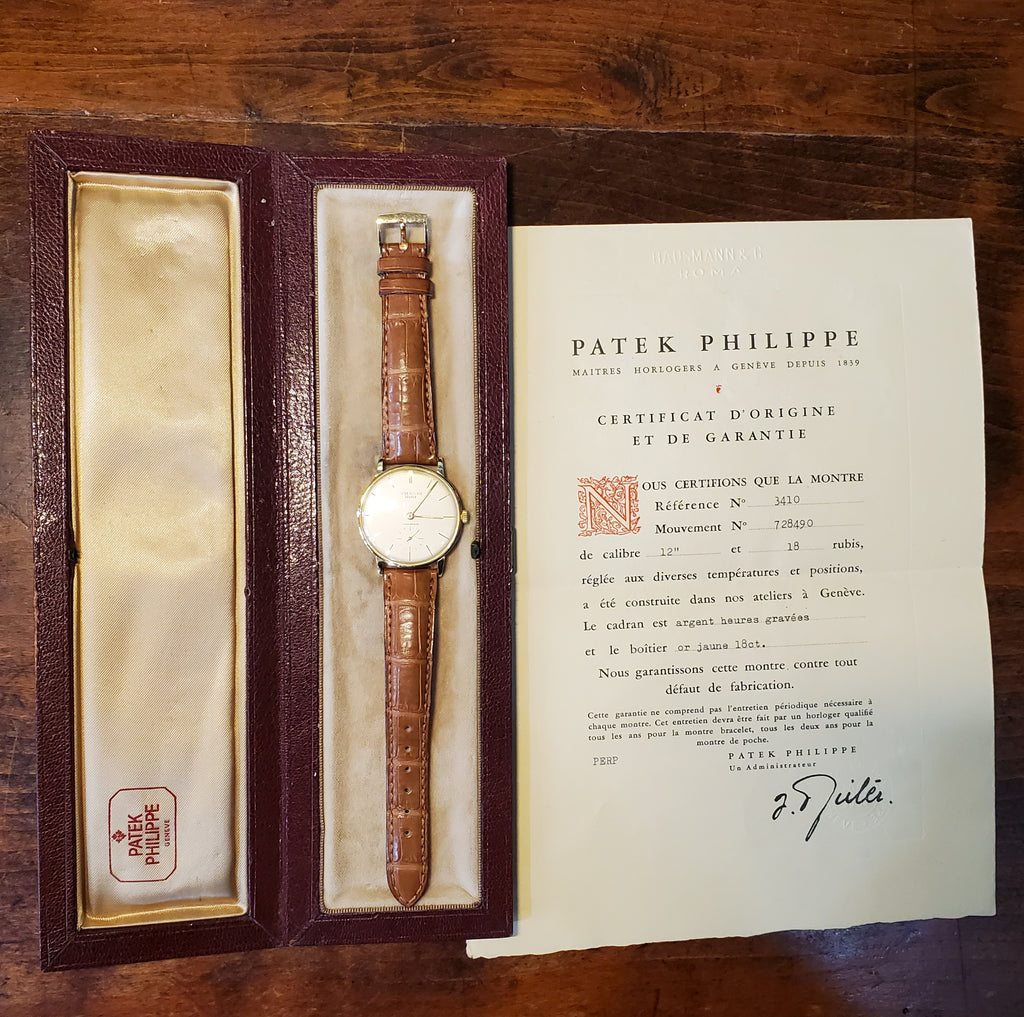 PATEK
PHILIPPE
GENÈVE
HAUSMANN & C
ROMA
PATEK PHILIPPE
MAITRES HORLOGERS A GENÈVE DEPUIS 1839
CERTIFICAT D'ORIGINE
ET DE GARANTIE
NOUS CERTIFIONS QUE LA MONTRE
Référence Nº 3410
Mouvement Nº 728490
de calibre 12" et 18 rubis,
réglée aux diverses températures et positions,
a été construite dans nos ateliers à Genève.
Le cadran est argent heures gravées
et le boîtier or jaune 18ct.
Nous garantissons cette montre contre tout
défaut de fabrication.
Cette garantie ne comprend pas l'entretien périodique nécessaire à
chaque montre. Cet entretien devra être fait par un horloger qualifié
tous les ans pour la montre bracelet, tous les deux ans pour la
montre de poche.
PATEK PHILIPPE
PERP Un Administrateur